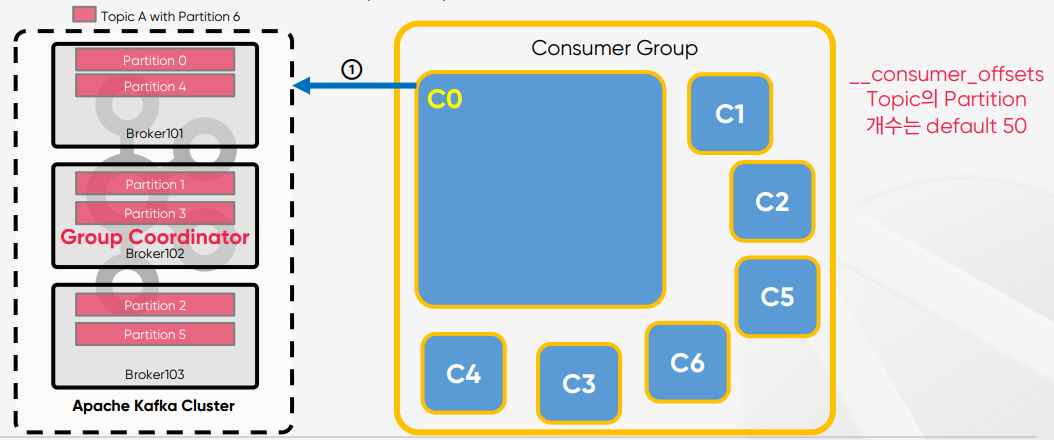 Topic A with Partition 6
Partition 0
Partition 4
Broker101
Partition 1
Partition 3
Group Coordinator
Broker102
Partition 2
Partition 5
Broker103
Apache Kafka Cluster
①
Consumer Group
C0
C1
C2
C5
C6
C3
C4
__consumer_offsets
Topic의 Partition
개수는 default 50